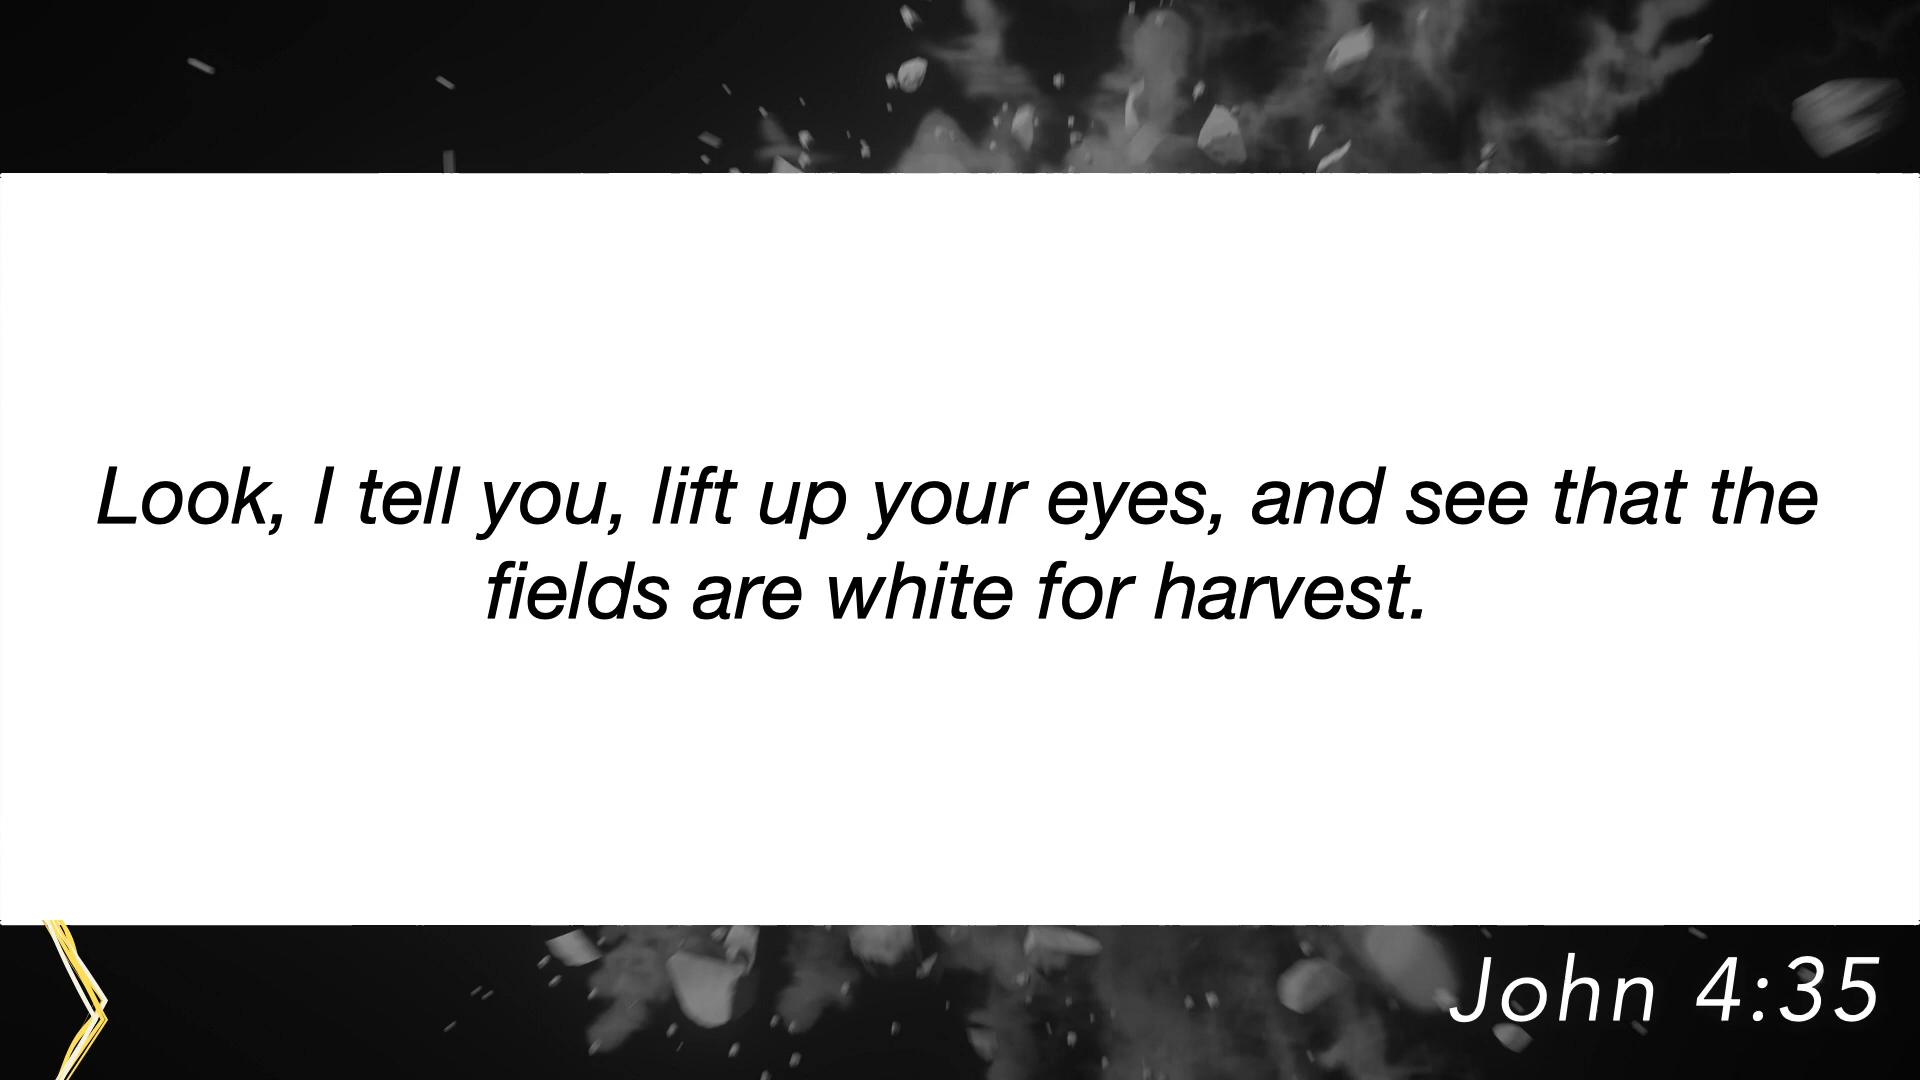 Look, I tell you, lift up your eyes, and see that the
fields are white for harvest.
John 4:35